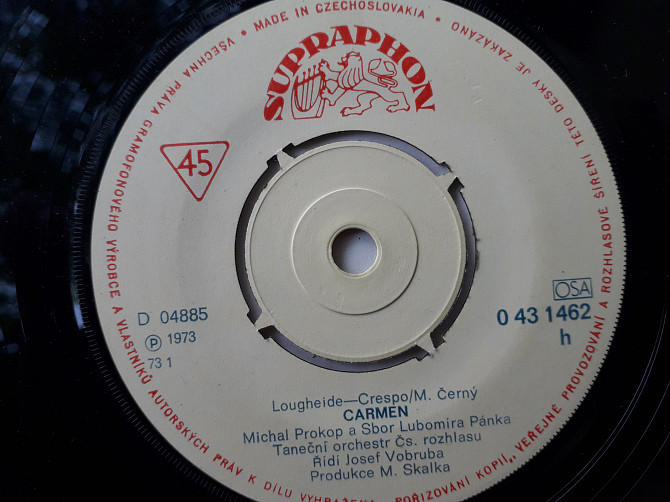 VŠECHNA PRÁVA GRAMOFONOVÉHO VÝROBCE A VLASTNÍKŮ AUTORSKÝCH PRÁV K DÍLU VYHRAŽENA. POŘIZOVÁNÍ KOPIÍ, VEŘEJNÉ PROVOZOVÁNÍ A ROZHLASOVÉ ŠÍŘENÍ TÉTO DESKY JE ZAKÁZÁNO • MADE IN CZECHOSLOVAKIA •
SUPRAPHON
45
OSA
D 04885
0 43 1462
℗ 1973
h
73 1
Lougheide—Crespo/M. Černý
CARMEN
Michal Prokop a Sbor Lubomíra Pánka
Taneční orchestr Čs. rozhlasu
Řídí Josef Vobruba
Produkce M. Skalka